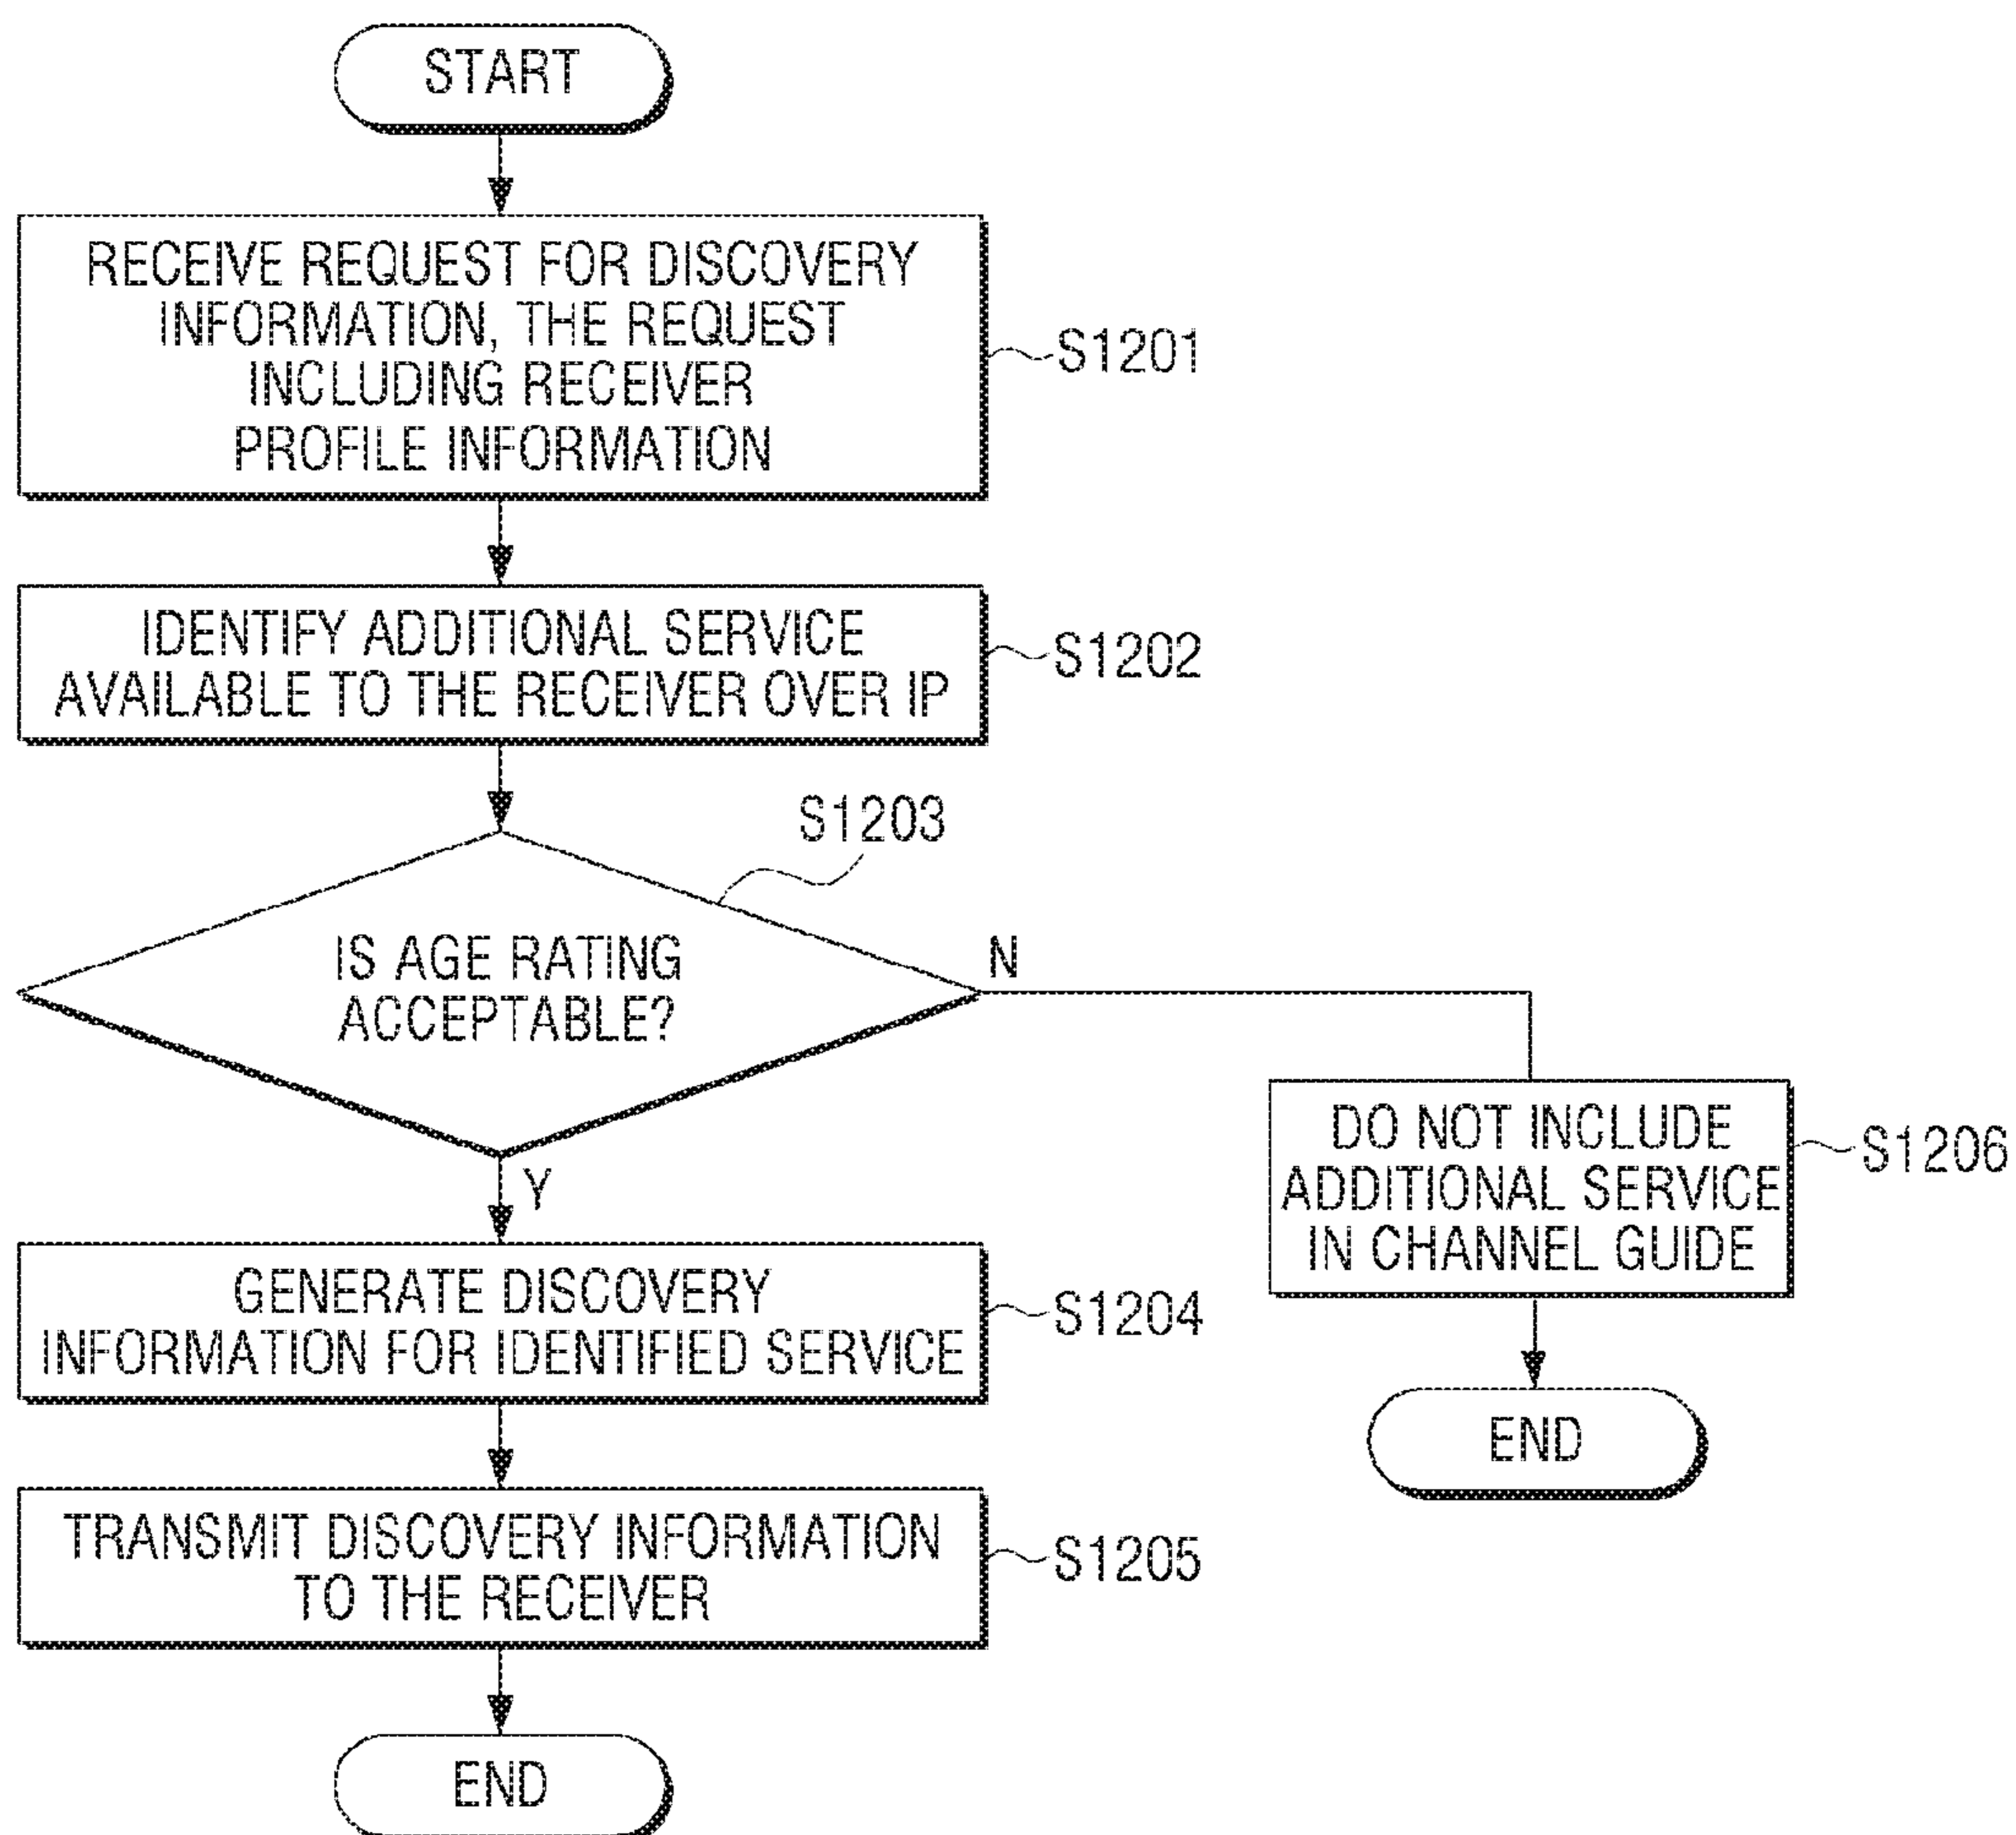 START
RECEIVE REQUEST FOR DISCOVERY
INFORMATION, THE REQUEST
INCLUDING RECEIVER
PROFILE INFORMATION
S1201
IDENTIFY ADDITIONAL SERVICE
AVAILABLE TO THE RECEIVER OVER IP
S1202
S1203
IS AGE RATING
ACCEPTABLE?
N
Y
DO NOT INCLUDE
ADDITIONAL SERVICE
IN CHANNEL GUIDE
S1206
GENERATE DISCOVERY
INFORMATION FOR IDENTIFIED SERVICE
S1204
END
TRANSMIT DISCOVERY INFORMATION
TO THE RECEIVER
S1205
END